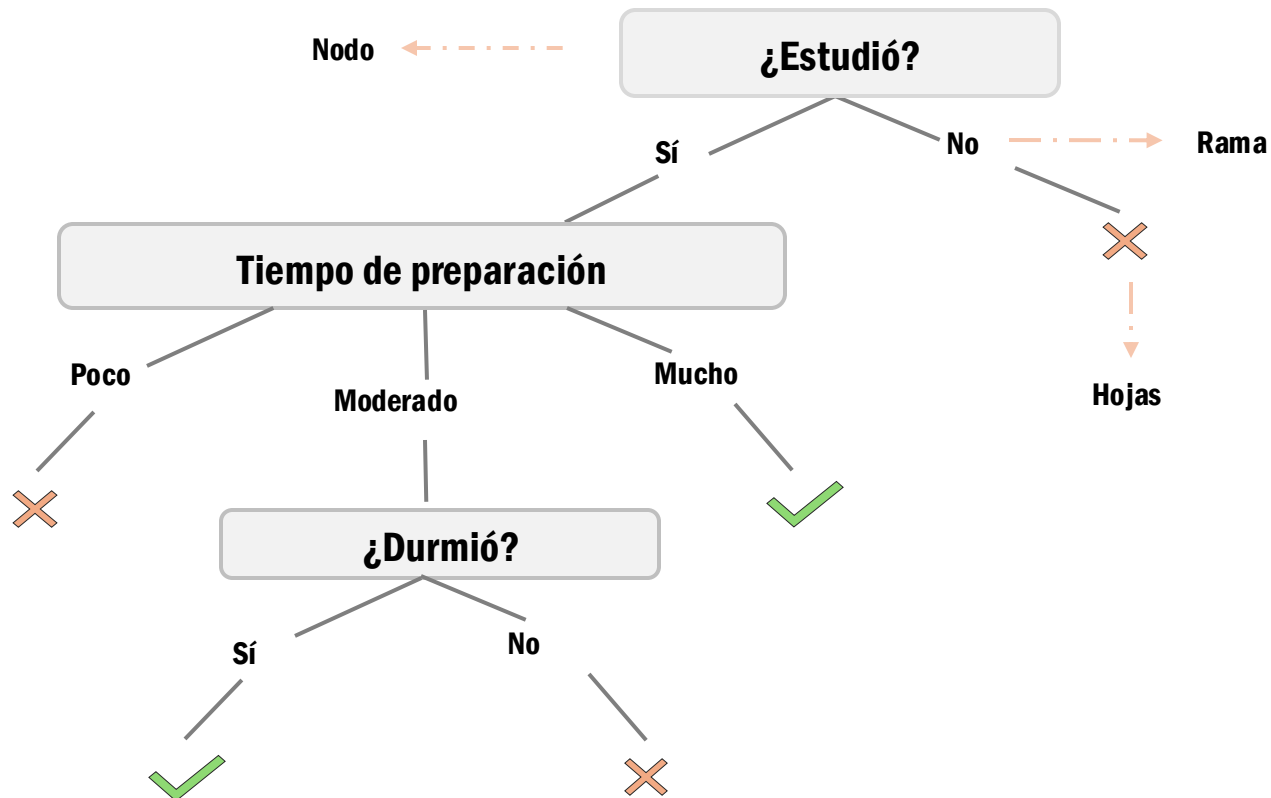 Nodo
¿Estudió?
Sí
No
Rama
Tiempo de preparación
Poco
Moderado
Mucho
Hojas
¿Durmió?
Sí
No